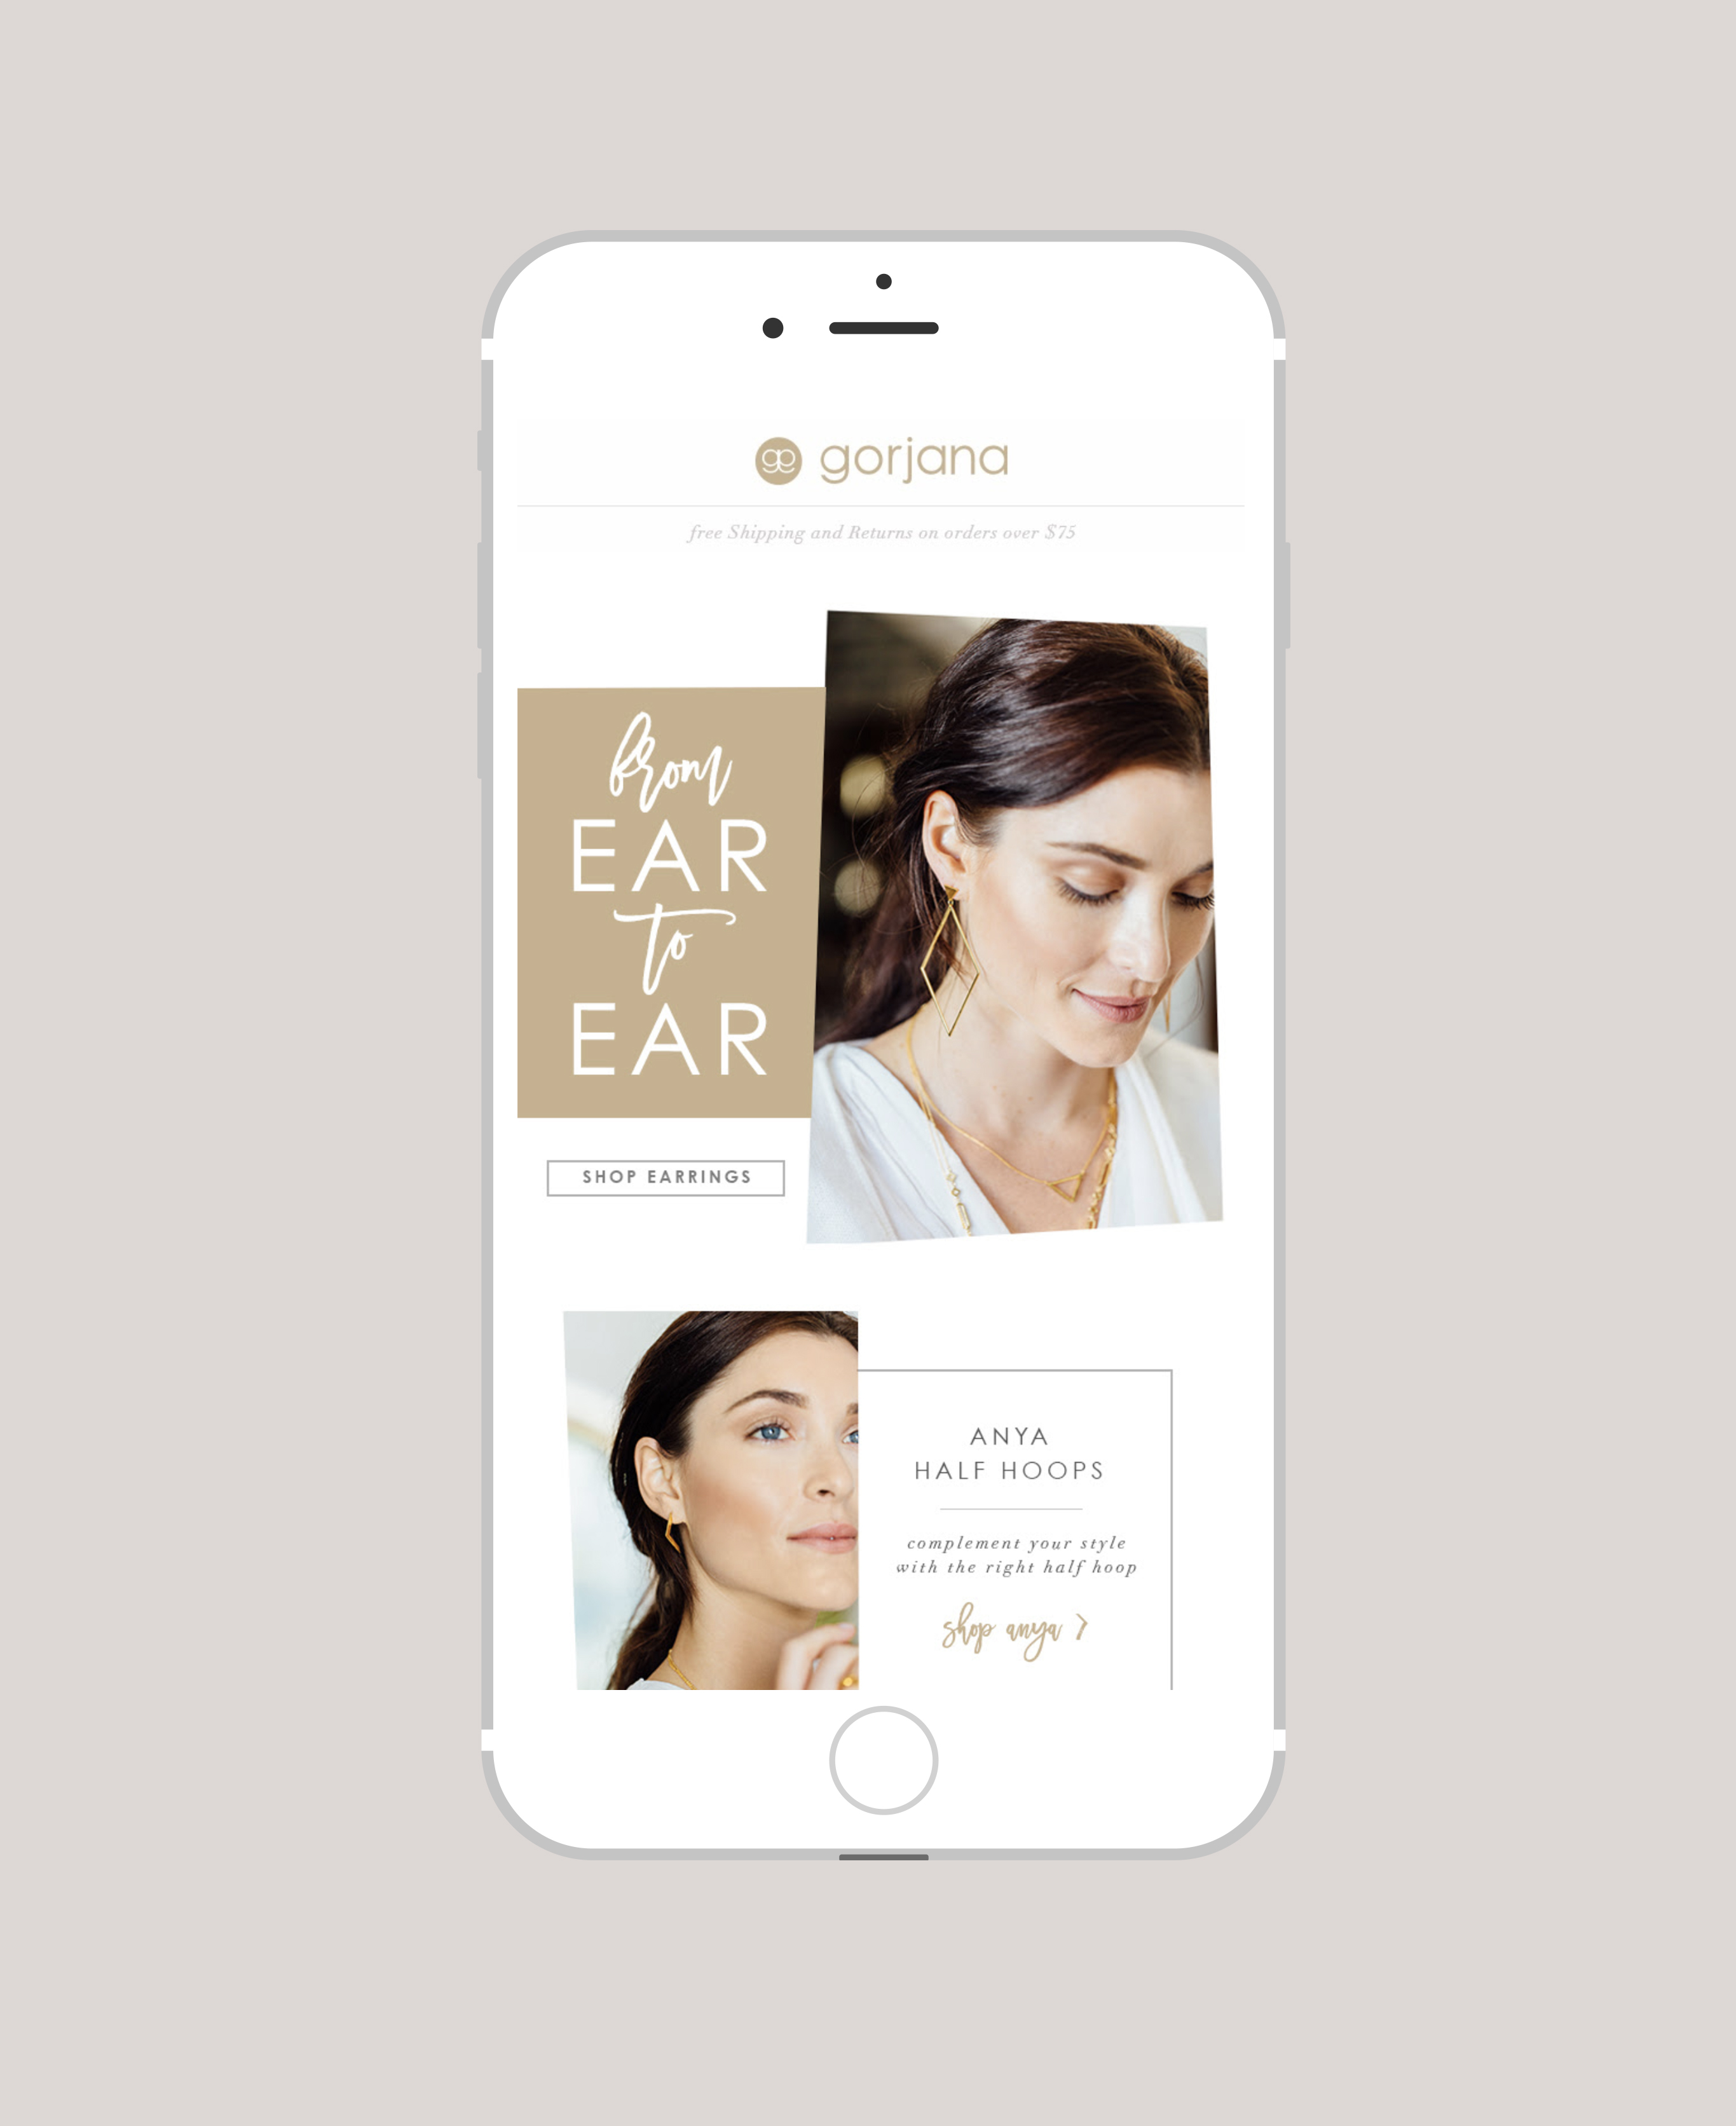 gorjana
free Shipping and Returns on orders over $75
from
EAR
to
EAR
SHOP EARRINGS
ANYA
HALF HOOPS
complement your style
with the right half hoop
shop anya >